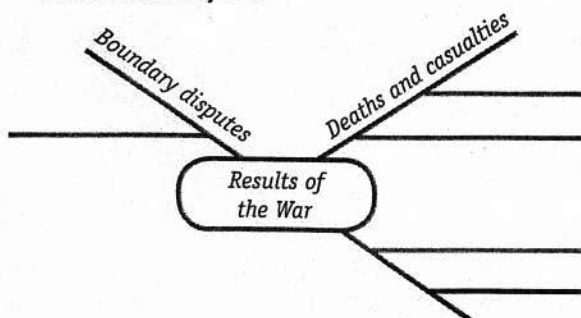 Boundary disputes
Deaths and casualties
Results of
the War